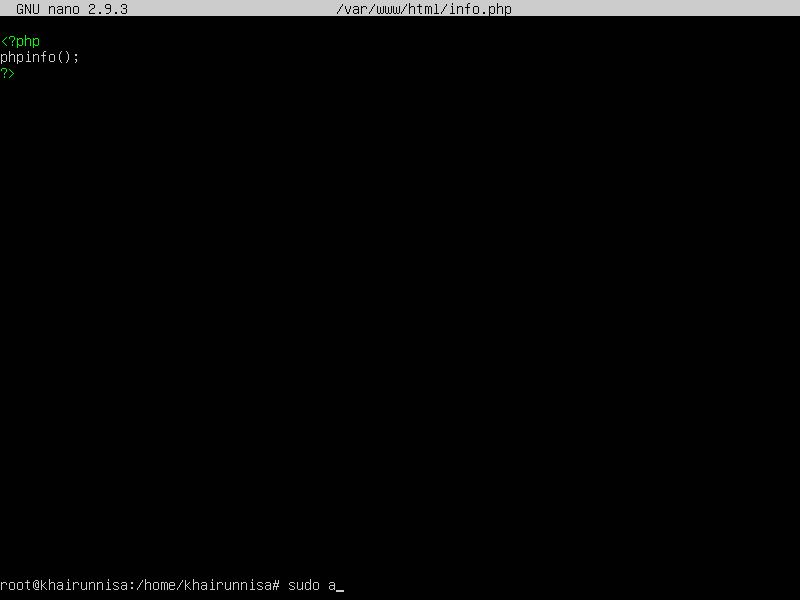 GNU nano 2.9.3 /var/www/html/info.php
<?php
phpinfo();
?>
root@khairunnisa:/home/khairunnisa# sudo a_